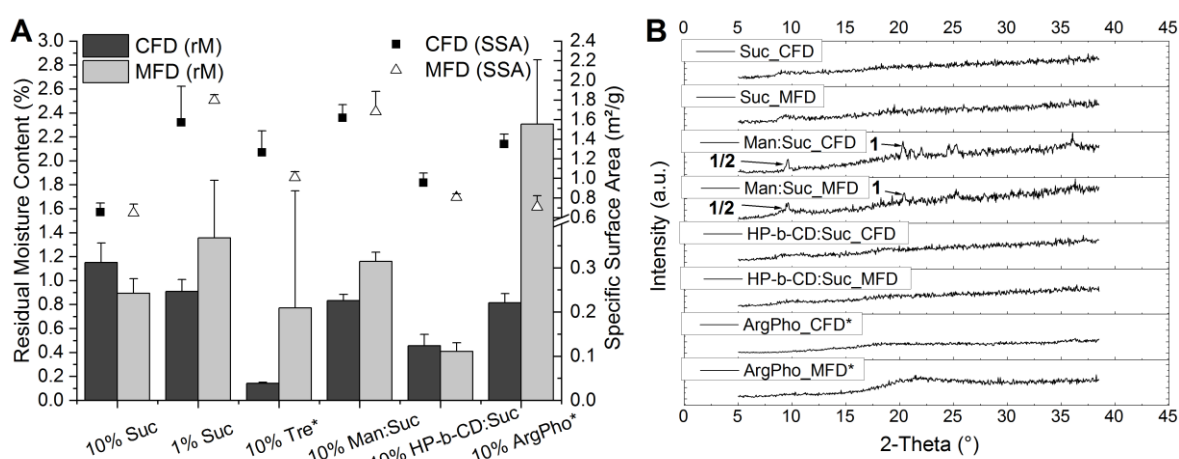 A
3.0
2.8
2.6
2.4
2.2
2.0
1.8
1.6
1.4
1.2
1.0
0.8
0.6
0.4
0.2
0.0
Residual Moisture Content (%)
CFD (rM)
MFD (rM)
CFD (SSA)
MFD (SSA)
2.4
2.2
2.0
1.8
1.6
1.4
1.2
1.0
0.8
0.6
0.3
0.2
0.1
0.0
Specific Surface Area (m²/g)
10% Suc
1% Suc
10% Tre*
10% Man:Suc
10% HP-b-CD:Suc
10% ArgPho*
B
0 5 10 15 20 25 30 35 40 45
Suc_CFD
Suc_MFD
Man:Suc_CFD
1
1/2
Man:Suc_MFD
1
1/2
HP-b-CD:Suc_CFD
HP-b-CD:Suc_MFD
ArgPho_CFD*
ArgPho_MFD*
Intensity (a.u.)
0 5 10 15 20 25 30 35 40 45
2-Theta (°)